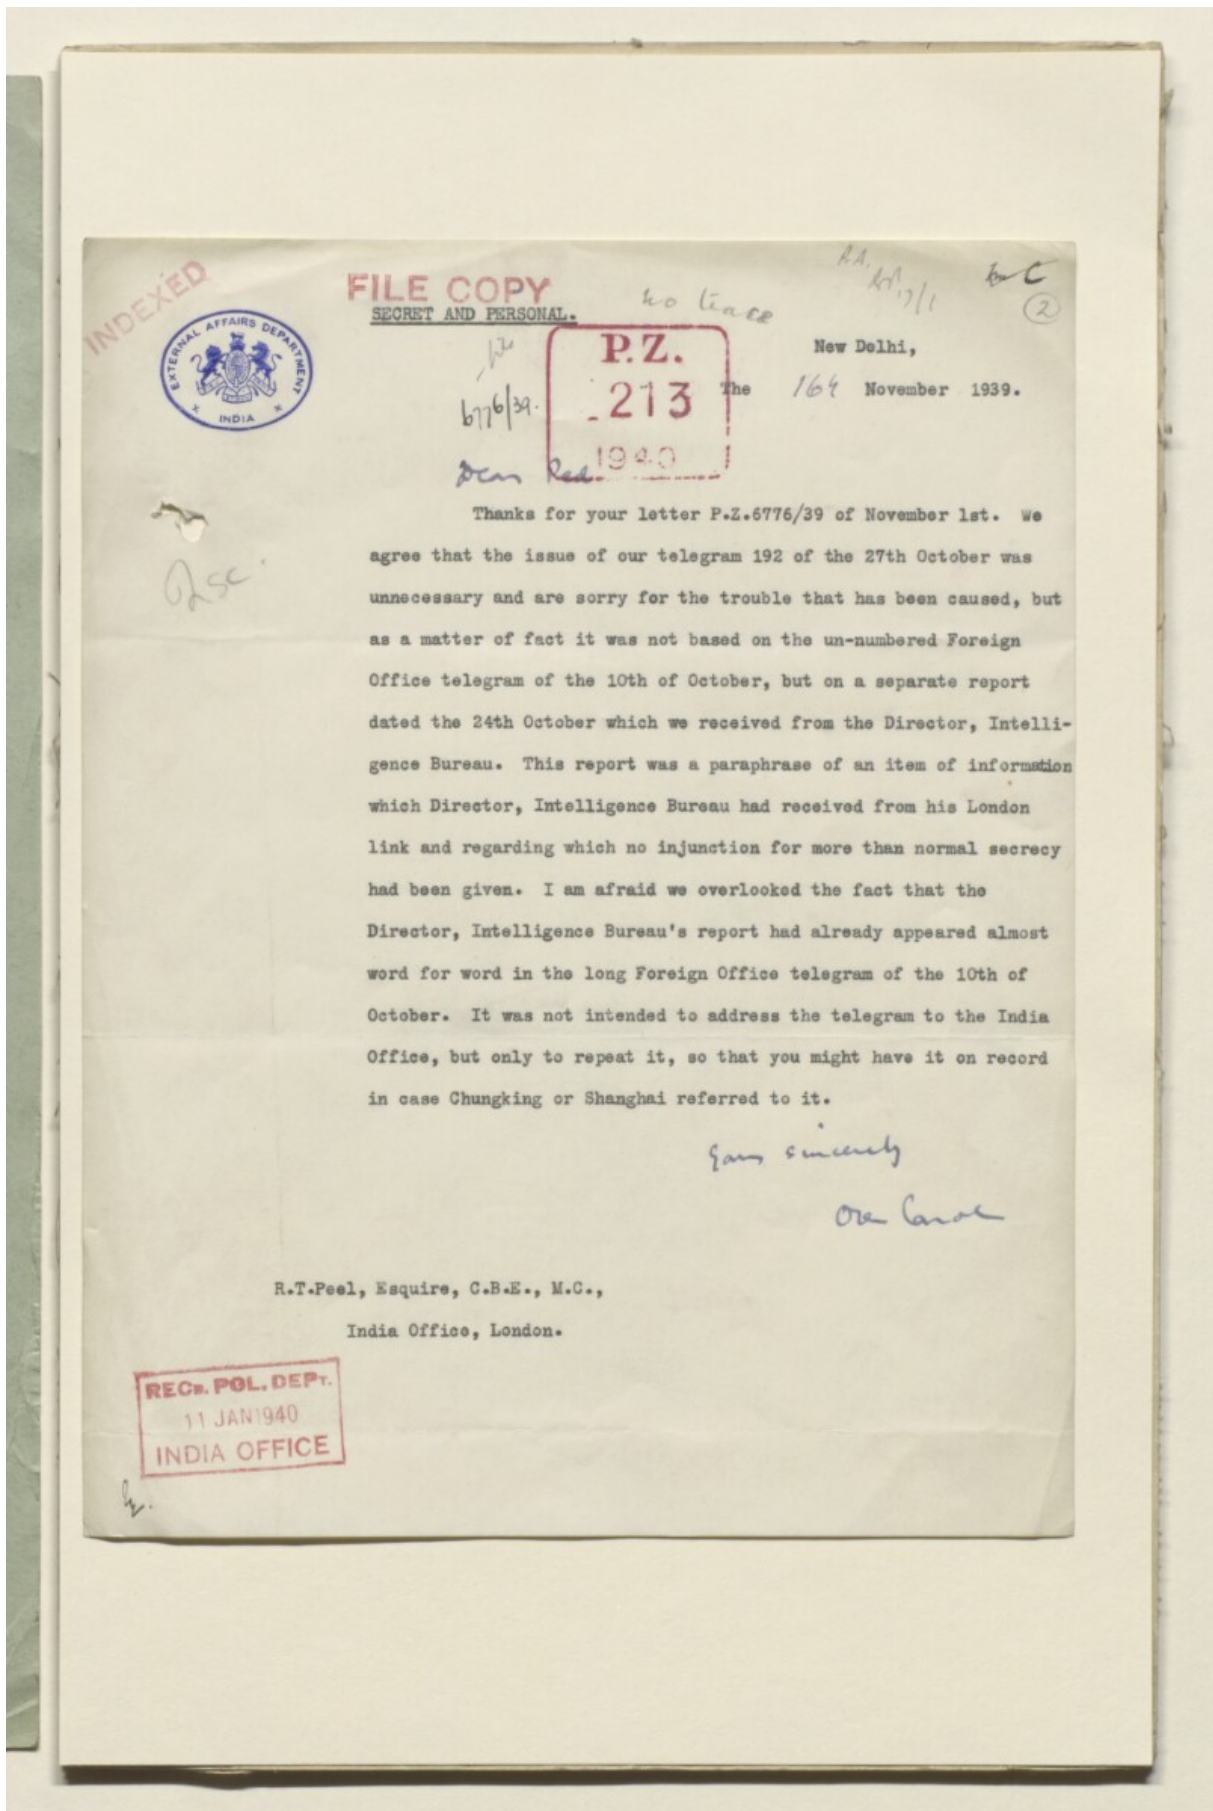 INDEXED
FILE COPY
SECRET AND PERSONAL.
no trace
C
2
EXTERNAL AFFAIRS DEPARTMENT
INDIA
P.Z.
213
1940
6776/39.
New Delhi,
The 16th November 1939.
Dear
Thanks for your letter P.Z.6776/39 of November 1st. We
agree that the issue of our telegram 192 of the 27th October was
unnecessary and are sorry for the trouble that has been caused, but
as a matter of fact it was not based on the un-numbered Foreign
Office telegram of the 10th of October, but on a separate report
dated the 24th October which we received from the Director, Intelli-
gence Bureau. This report was a paraphrase of an item of information
which Director, Intelligence Bureau had received from his London
link and regarding which no injunction for more than normal secrecy
had been given. I am afraid we overlooked the fact that the
Director, Intelligence Bureau's report had already appeared almost
word for word in the long Foreign Office telegram of the 10th of
October. It was not intended to address the telegram to the India
Office, but only to repeat it, so that you might have it on record
in case Chungking or Shanghai referred to it.
Yours sincerely
R.T.Peel, Esquire, C.B.E., M.C.,
India Office, London.
RECD. POL. DEPT.
11 JAN 1940
INDIA OFFICE